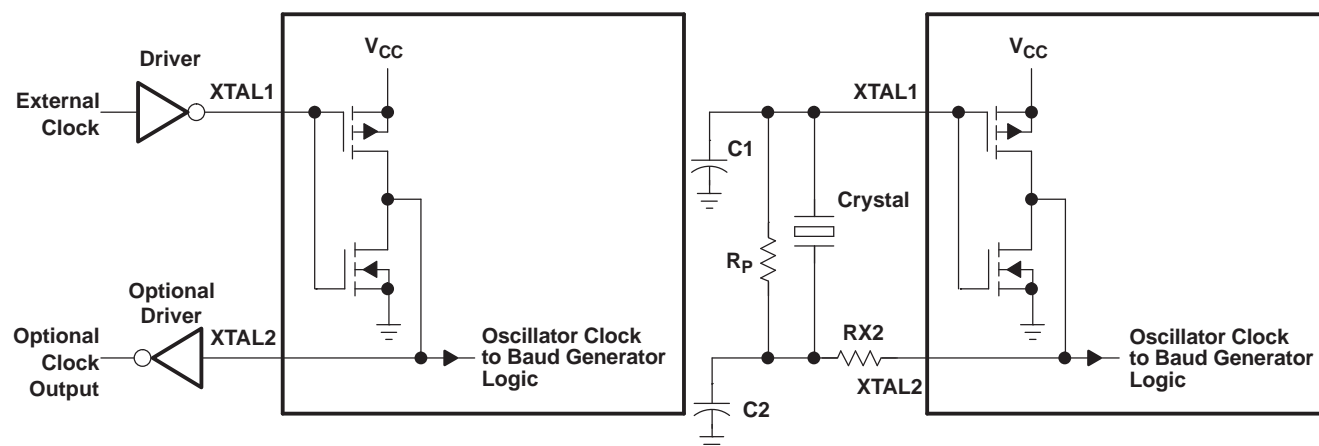 Driver
External
Clock
XTAL1
VCC
Optional
Driver
Optional
Clock
Output
XTAL2
Oscillator Clock
to Baud Generator
Logic
VCC
XTAL1
C1
Crystal
RP
RX2
XTAL2
C2
Oscillator Clock
to Baud Generator
Logic